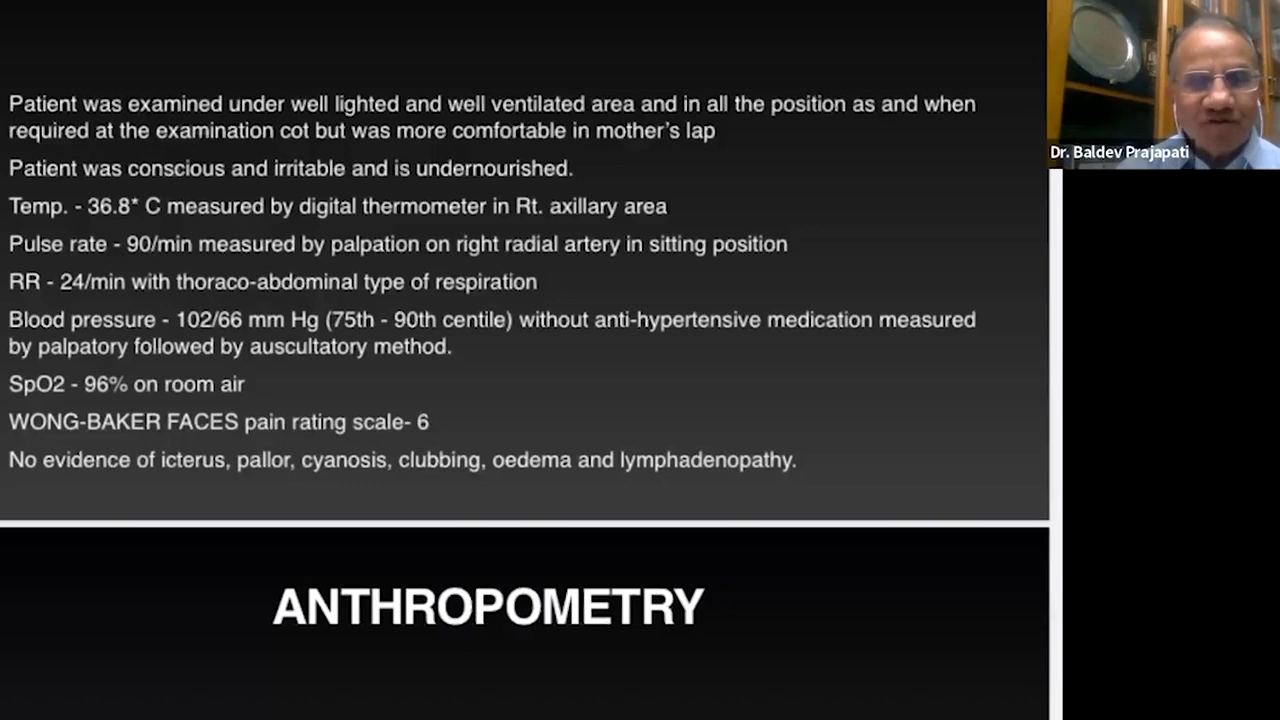 Patient was examined under well lighted and well ventilated area and in all the position as and when
required at the examination cot but was more comfortable in mother's lap
Patient was conscious and irritable and is undernourished.
Temp. - 36.8* C measured by digital thermometer in Rt. axillary area
Pulse rate - 90/min measured by palpation on right radial artery in sitting position
RR - 24/min with thoraco-abdominal type of respiration
Blood pressure - 102/66 mm Hg (75th - 90th centile) without anti-hypertensive medication measured
by palpatory followed by auscultatory method.
SpO2 - 96% on room air
WONG-BAKER FACES pain rating scale- 6
No evidence of icterus, pallor, cyanosis, clubbing, oedema and lymphadenopathy.
ANTHROPOMETRY
Dr. Baldev Prajapati